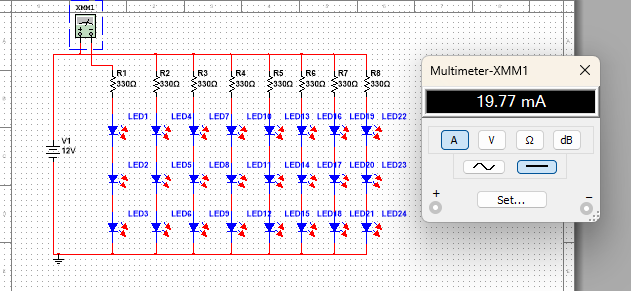 XMM1
R1 R2 R3 R4 R5 R6 R7 R8
330Ω 330Ω 330Ω 330Ω 330Ω 330Ω 330Ω 330Ω
LED1 LED4 LED7 LED10 LED13 LED16 LED19 LED22
V1
12V
LED2 LED5 LED8 LED11 LED14 LED17 LED20 LED23
LED3 LED6 LED9 LED12 LED15 LED18 LED21 LED24
Multimeter-XMM1
19.77 mA
A V Ω dB
+ Set... −